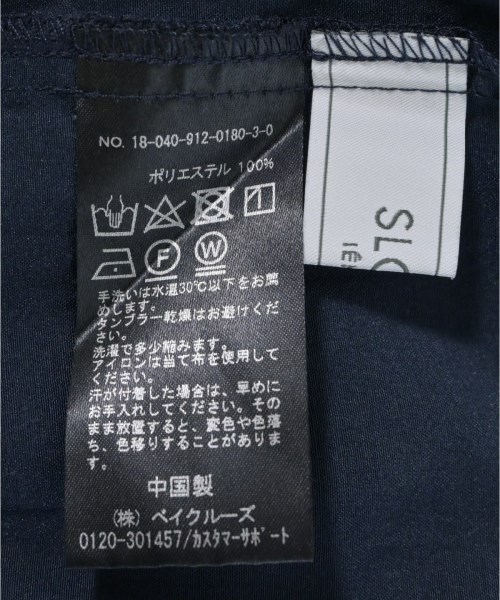 NO. 18-040-912-0180-3-0
ポリエステル 100%
F
W
手洗いは水温30℃以下をお薦
めします。
タンブラー乾燥はお避けくだ
さい。
洗濯で多少縮みます。
アイロンは当て布を使用して
ください。
汗が付着した場合は、早めに
お手入れしてください。その
まま放置すると、変色や色落
ち、色移りすることがありま
す。
中国製
(株) ベイクルーズ
0120-301457/カスタマーサポート
SLO
IÉN